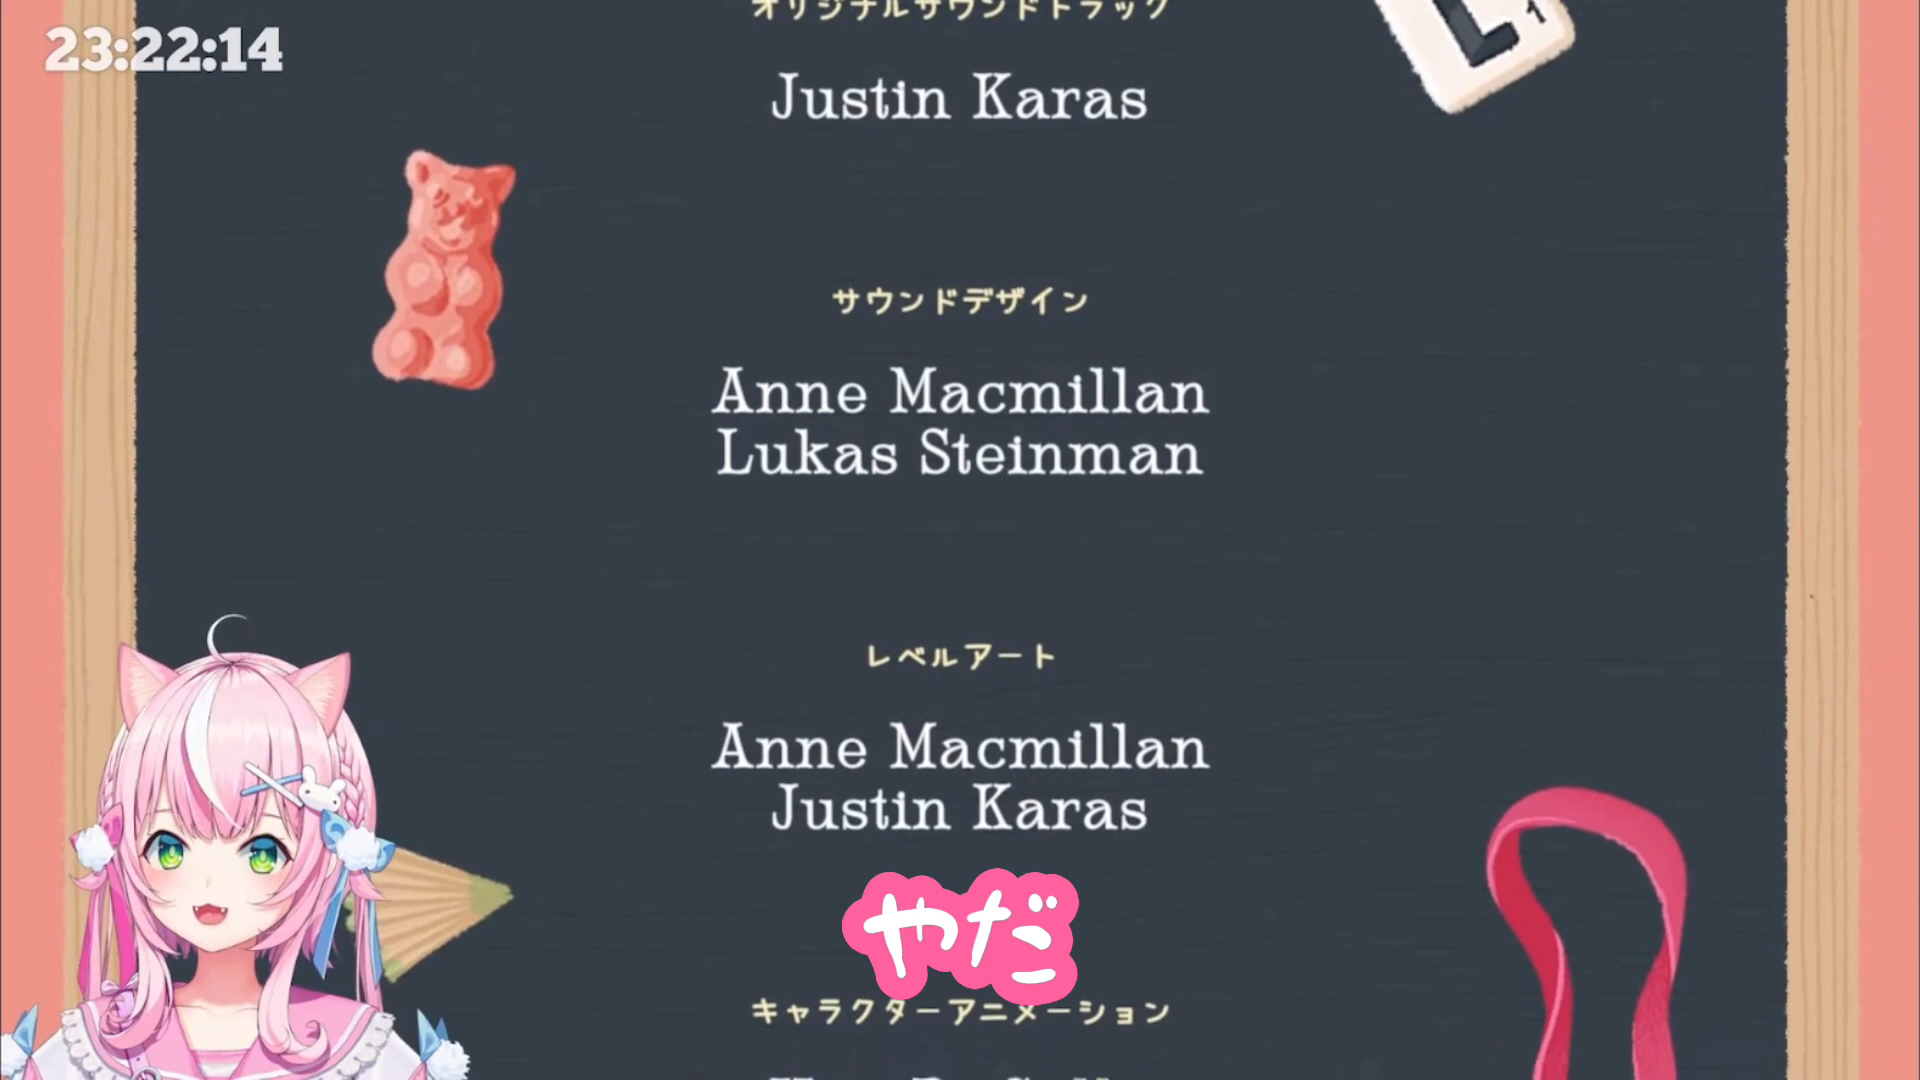 23:22:14
オリジナルサウンドトラック
L1
Justin Karas
サウンドデザイン
Anne Macmillan
Lukas Steinman
レベルアート
Anne Macmillan
Justin Karas
やだ
キャラクターアニメーション